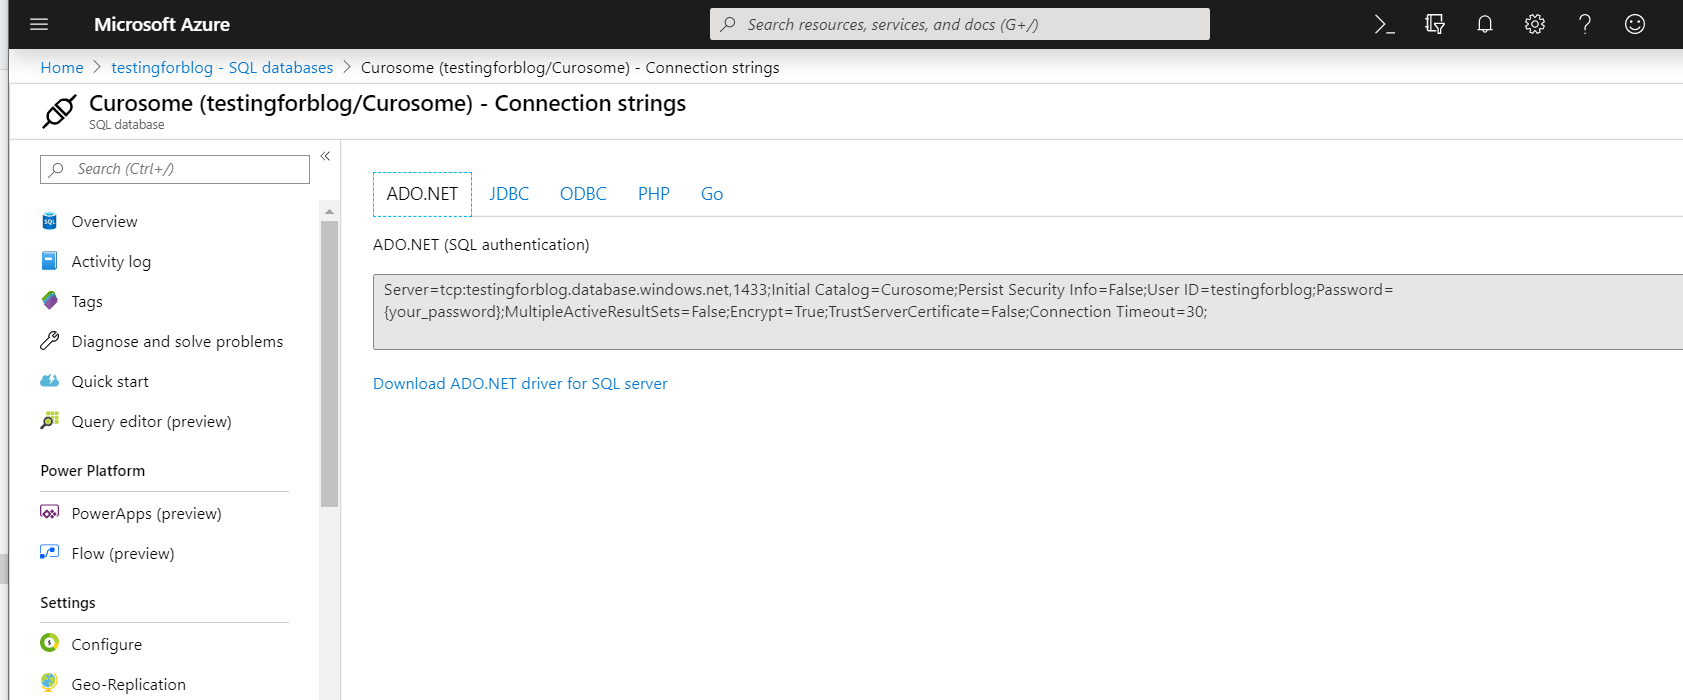 Microsoft Azure
Search resources, services, and docs (G+/)
Home > testingforblog - SQL databases > Curosome (testingforblog/Curosome) - Connection strings
Curosome (testingforblog/Curosome) - Connection strings
SQL database
Search (Ctrl+/)
«
Overview
Activity log
Tags
Diagnose and solve problems
Quick start
Query editor (preview)
Power Platform
PowerApps (preview)
Flow (preview)
Settings
Configure
Geo-Replication
ADO.NET JDBC ODBC PHP Go
ADO.NET (SQL authentication)
Server=tcp:testingforblog.database.windows.net,1433;Initial Catalog=Curosome;Persist Security Info=False;User ID=testingforblog;Password=
{your_password};MultipleActiveResultSets=False;Encrypt=True;TrustServerCertificate=False;Connection Timeout=30;
Download ADO.NET driver for SQL server